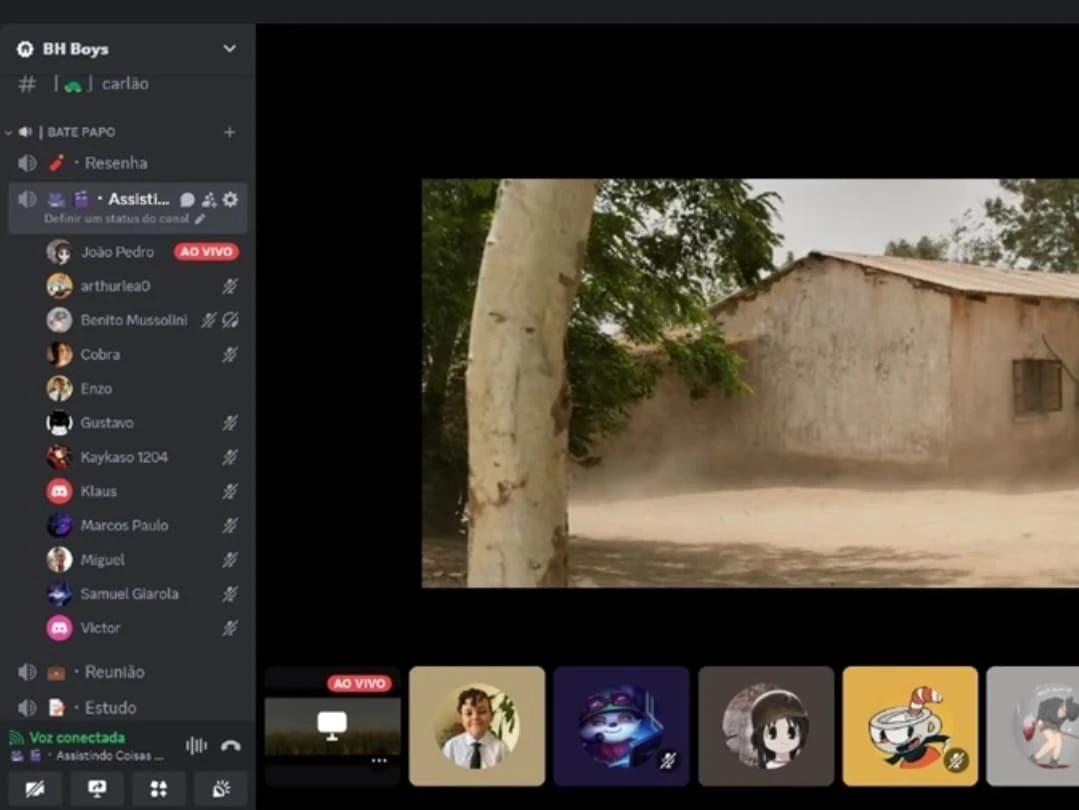 BH Boys
# | carlão
| BATE PAPO +
· Resenha
· Assisti...
Definir um status do canal
João Pedro AO VIVO
arthurlea0
Benito Mussolini
Cobra
Enzo
Gustavo
Kaykaso 1204
Klaus
Marcos Paulo
Miguel
Samuel Giarola
Victor
· Reunião
· Estudo
Voz conectada
· Assistindo Coisas ...
AO VIVO